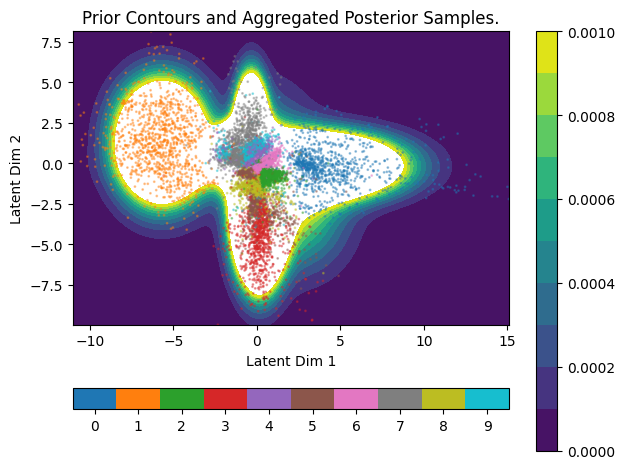 Prior Contours and Aggregated Posterior Samples.
7.5
5.0
2.5
0.0
−2.5
−5.0
−7.5
Latent Dim 2
−10 −5 0 5 10 15
Latent Dim 1
0 1 2 3 4 5 6 7 8 9
0.0010
0.0008
0.0006
0.0004
0.0002
0.0000